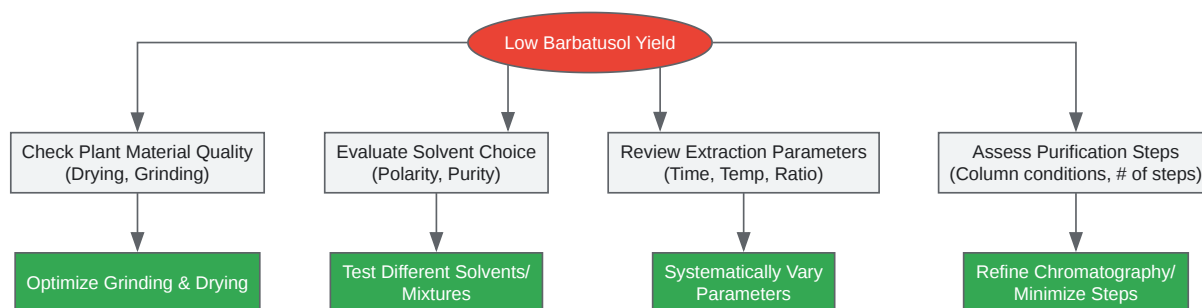 Low Barbatusol Yield
Check Plant Material Quality
(Drying, Grinding)
Evaluate Solvent Choice
(Polarity, Purity)
Review Extraction Parameters
(Time, Temp, Ratio)
Assess Purification Steps
(Column conditions, # of steps)
Optimize Grinding & Drying
Test Different Solvents/
Mixtures
Systematically Vary
Parameters
Refine Chromatography/
Minimize Steps